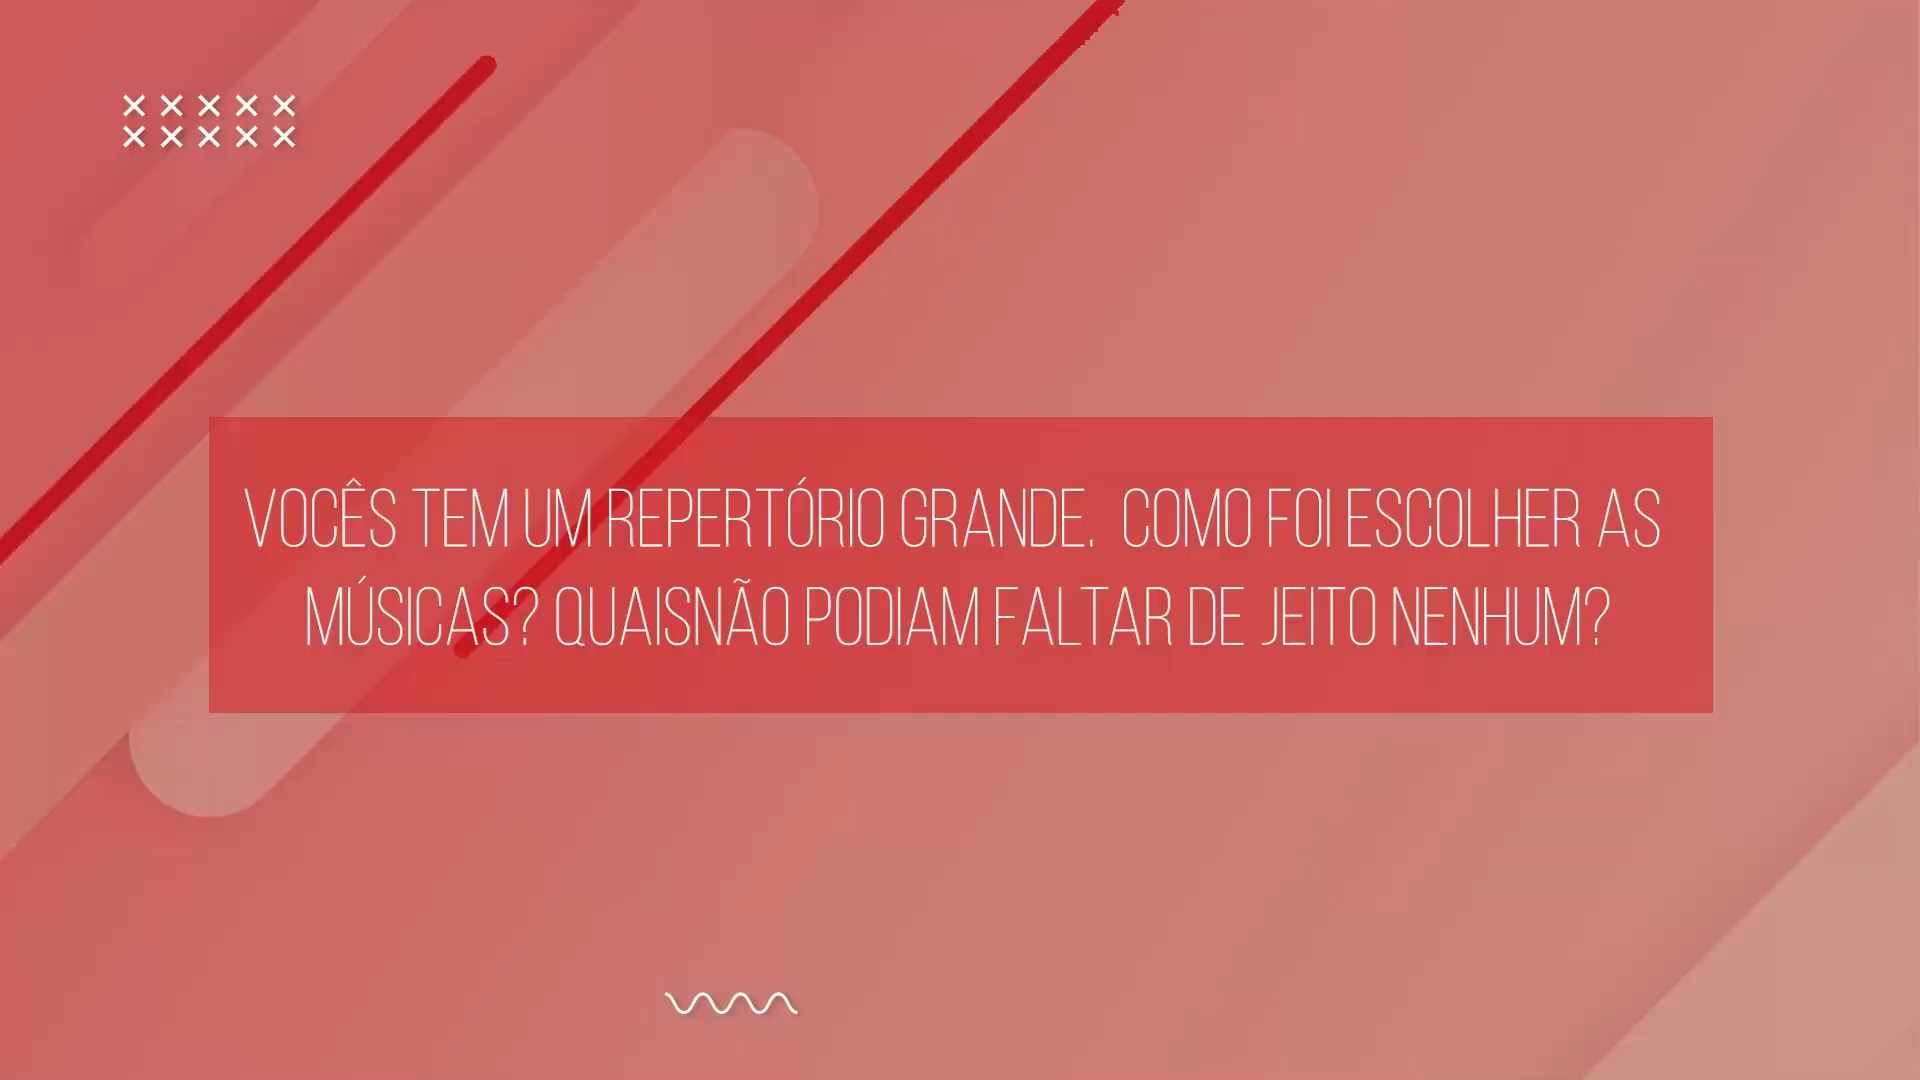 VOCÊS TEM UM REPERTÓRIO GRANDE. COMO FOI ESCOLHER AS
MÚSICAS? QUAISNÃO PODIAM FALTAR DE JEITO NENHUM?